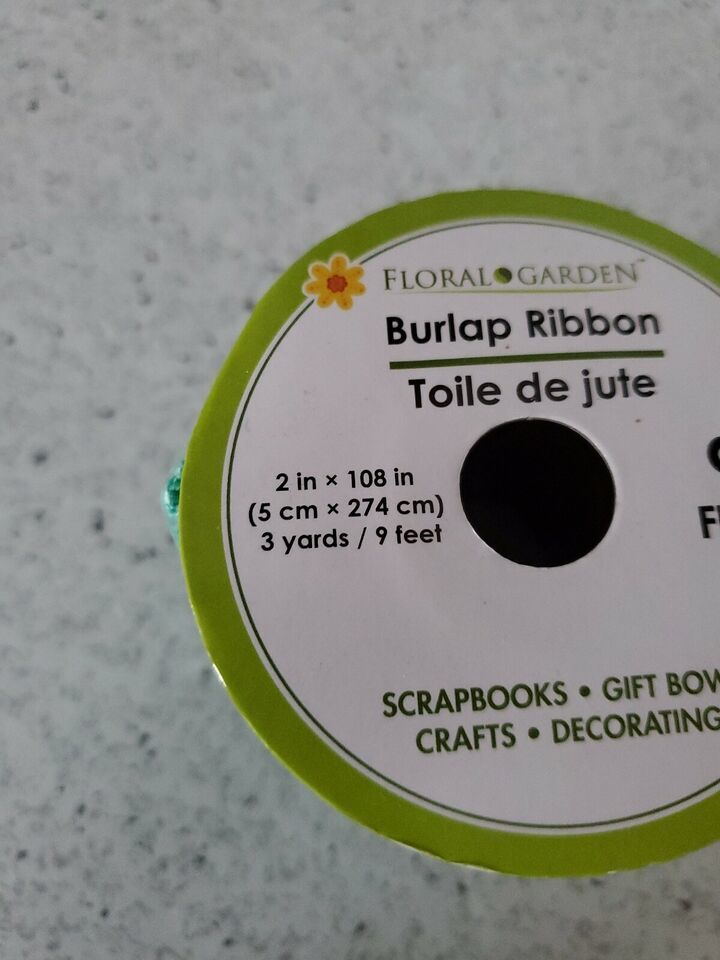 FLORAL GARDEN™
Burlap Ribbon
Toile de jute
2 in × 108 in
(5 cm × 274 cm)
3 yards / 9 feet
SCRAPBOOKS • GIFT
CRAFTS • DECORATING